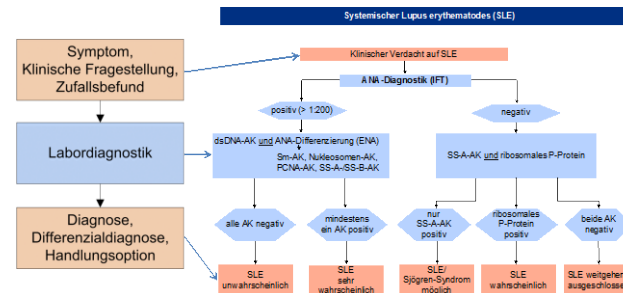 Systemischer Lupus erythematodes (SLE)
Symptom,
Klinische Fragestellung,
Zufallsbefund
Klinischer Verdacht auf SLE
ANA-Diagnostik (IFT)
positiv (> 1:200)
negativ
Labordiagnostik
dsDNA-AK und ANA-Differenzierung (ENA)
Sm-AK, Nukleosomen-AK,
PCNA-AK, SS-A-/SS-B-AK
SS-A-AK und ribosomales P-Protein
Diagnose,
Differenzialdiagnose,
Handlungsoption
alle AK negativ
mindestens
ein AK positiv
nur
SS-A-AK
positiv
ribosomales
P-Protein
positiv
beide AK
negativ
SLE
unwahrscheinlich
SLE
sehr
wahrscheinlich
SLE/
Sjögren-Syndrom
möglich
SLE
wahrscheinlich
SLE weitgehend
ausgeschlossen